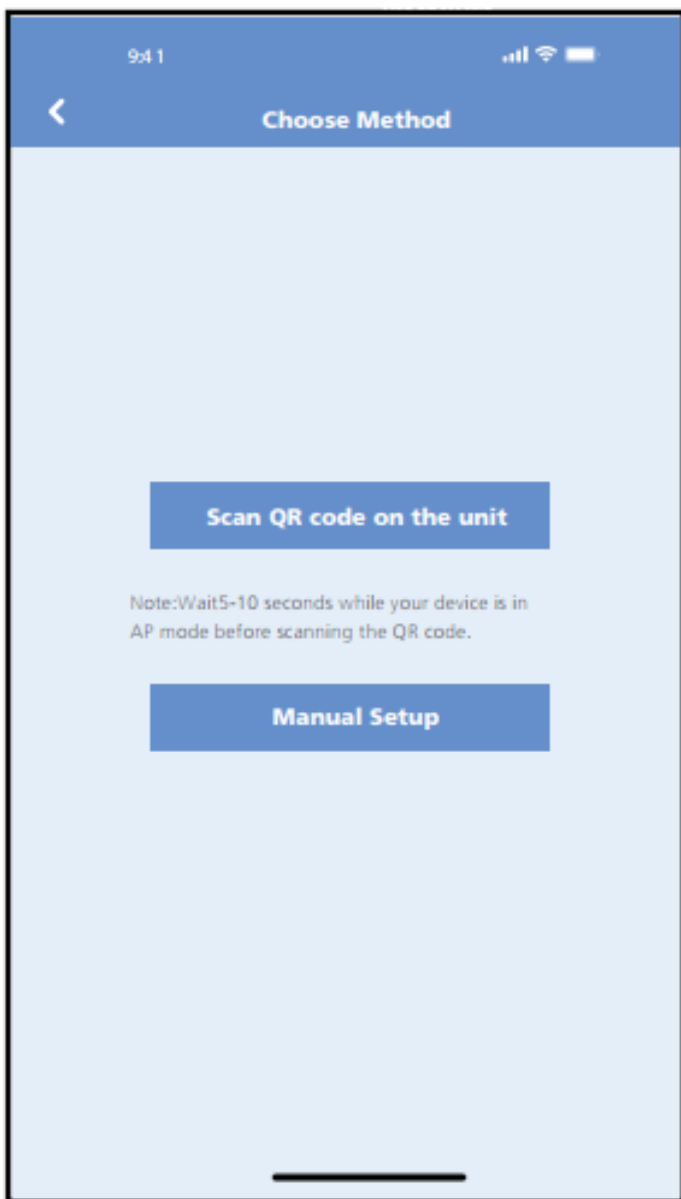 9:41
Choose Method
Scan QR code on the unit
Note:Wait5-10 seconds while your device is in
AP mode before scanning the QR code.
Manual Setup